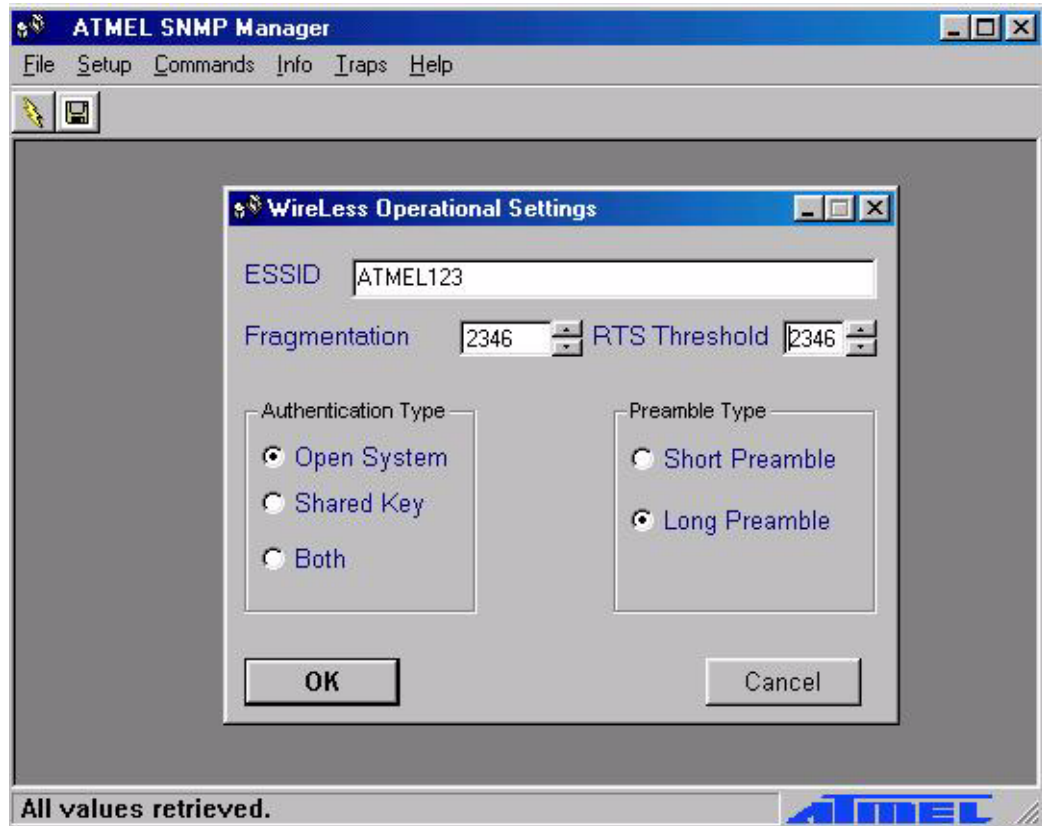 ATMEL SNMP Manager
File Setup Commands Info Traps Help
WireLess Operational Settings
ESSID ATMEL123
Fragmentation 2346 RTS Threshold 2346
Authentication Type Preamble Type
Open System Short Preamble
Shared Key Long Preamble
Both
OK Cancel
All values retrieved. ATMEL